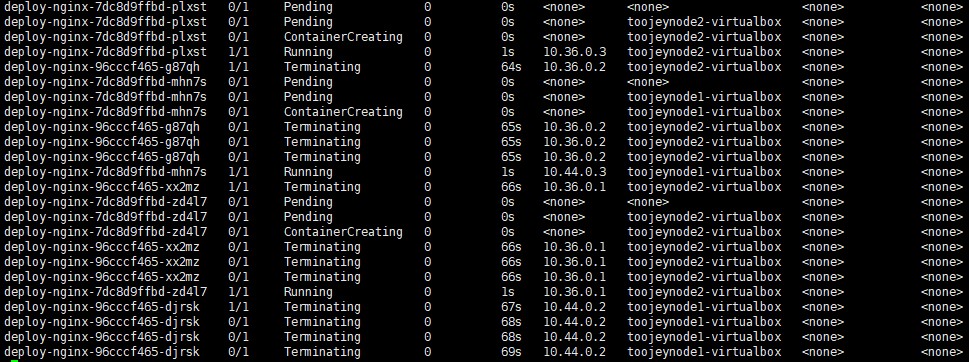 deploy-nginx-7dc8d9ffbd-plxst 0/1 Pending 0 0s <none> <none> <none> <none>
deploy-nginx-7dc8d9ffbd-plxst 0/1 Pending 0 0s <none> toojeynode2-virtualbox <none> <none>
deploy-nginx-7dc8d9ffbd-plxst 0/1 ContainerCreating 0 0s <none> toojeynode2-virtualbox <none> <none>
deploy-nginx-7dc8d9ffbd-plxst 1/1 Running 0 1s 10.36.0.3 toojeynode2-virtualbox <none> <none>
deploy-nginx-96cccf465-g87qh 1/1 Terminating 0 64s 10.36.0.2 toojeynode2-virtualbox <none> <none>
deploy-nginx-7dc8d9ffbd-mhn7s 0/1 Pending 0 0s <none> <none> <none> <none>
deploy-nginx-7dc8d9ffbd-mhn7s 0/1 Pending 0 0s <none> toojeynode1-virtualbox <none> <none>
deploy-nginx-7dc8d9ffbd-mhn7s 0/1 ContainerCreating 0 0s <none> toojeynode1-virtualbox <none> <none>
deploy-nginx-96cccf465-g87qh 0/1 Terminating 0 65s 10.36.0.2 toojeynode2-virtualbox <none> <none>
deploy-nginx-96cccf465-g87qh 0/1 Terminating 0 65s 10.36.0.2 toojeynode2-virtualbox <none> <none>
deploy-nginx-96cccf465-g87qh 0/1 Terminating 0 65s 10.36.0.2 toojeynode2-virtualbox <none> <none>
deploy-nginx-7dc8d9ffbd-mhn7s 1/1 Running 0 1s 10.44.0.3 toojeynode1-virtualbox <none> <none>
deploy-nginx-96cccf465-xx2mz 1/1 Terminating 0 66s 10.36.0.1 toojeynode2-virtualbox <none> <none>
deploy-nginx-7dc8d9ffbd-zd4l7 0/1 Pending 0 0s <none> <none> <none> <none>
deploy-nginx-7dc8d9ffbd-zd4l7 0/1 Pending 0 0s <none> toojeynode2-virtualbox <none> <none>
deploy-nginx-7dc8d9ffbd-zd4l7 0/1 ContainerCreating 0 0s <none> toojeynode2-virtualbox <none> <none>
deploy-nginx-96cccf465-xx2mz 0/1 Terminating 0 66s 10.36.0.1 toojeynode2-virtualbox <none> <none>
deploy-nginx-96cccf465-xx2mz 0/1 Terminating 0 66s 10.36.0.1 toojeynode2-virtualbox <none> <none>
deploy-nginx-96cccf465-xx2mz 0/1 Terminating 0 66s 10.36.0.1 toojeynode2-virtualbox <none> <none>
deploy-nginx-7dc8d9ffbd-zd4l7 1/1 Running 0 1s 10.36.0.1 toojeynode2-virtualbox <none> <none>
deploy-nginx-96cccf465-djrsk 1/1 Terminating 0 67s 10.44.0.2 toojeynode1-virtualbox <none> <none>
deploy-nginx-96cccf465-djrsk 0/1 Terminating 0 68s 10.44.0.2 toojeynode1-virtualbox <none> <none>
deploy-nginx-96cccf465-djrsk 0/1 Terminating 0 68s 10.44.0.2 toojeynode1-virtualbox <none> <none>
deploy-nginx-96cccf465-djrsk 0/1 Terminating 0 69s 10.44.0.2 toojeynode1-virtualbox <none> <none>